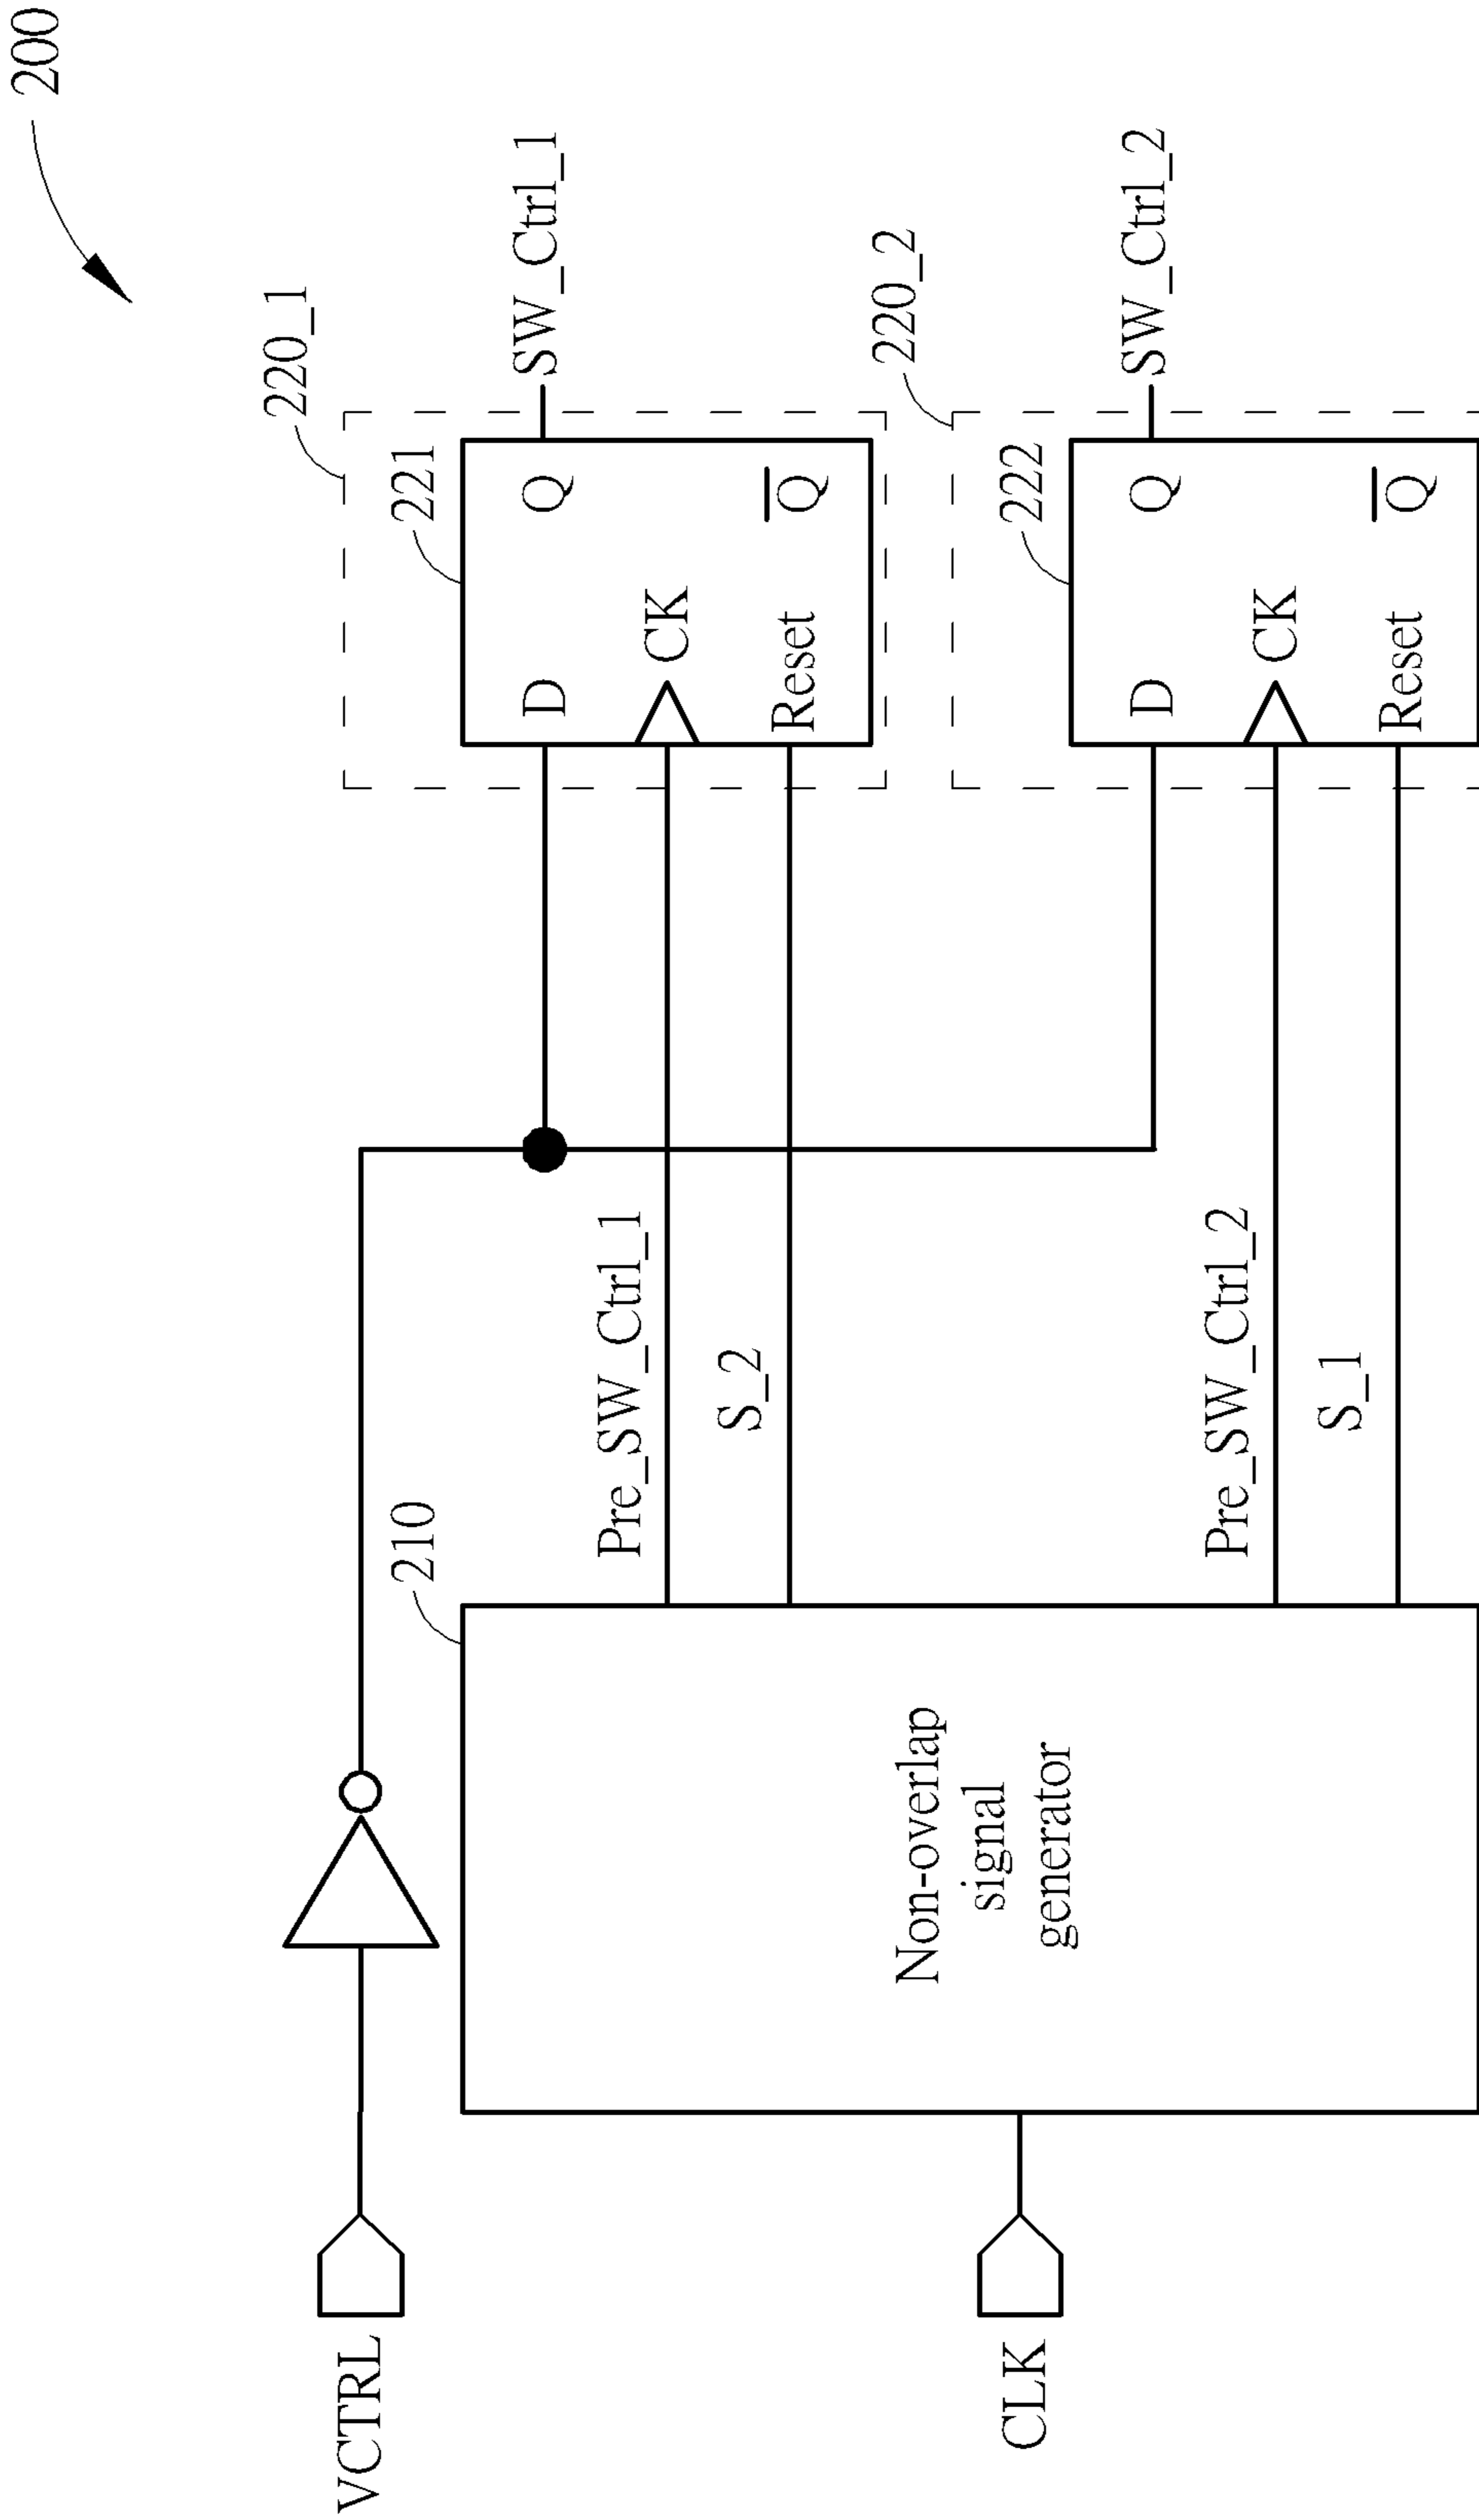 200
220_1
221
D
Q
CK
Reset
Q
SW_Ctrl_1
220_2
222
D
Q
CK
Reset
Q
SW_Ctrl_2
VCTRL
210
Pre_SW_Ctrl_1
S_2
Non-overlap
signal
generator
CLK
Pre_SW_Ctrl_2
S_1